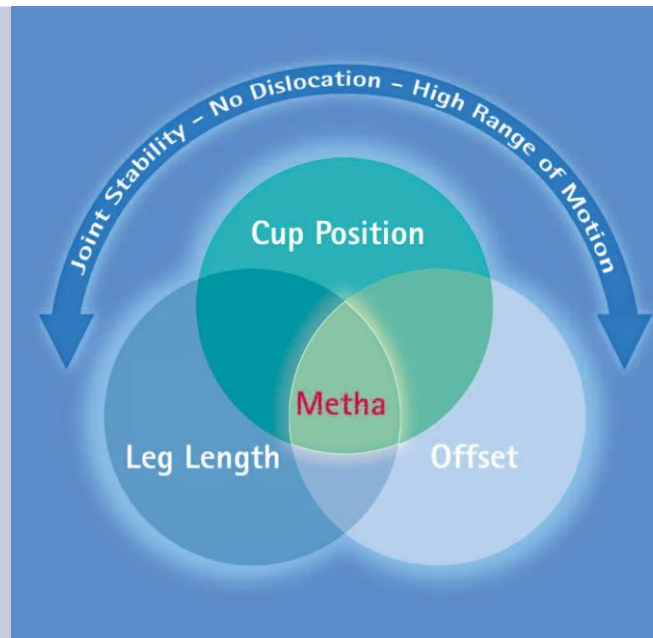 Joint Stability – No Dislocation – High Range of Motion
Cup Position
Metha
Leg Length
Offset